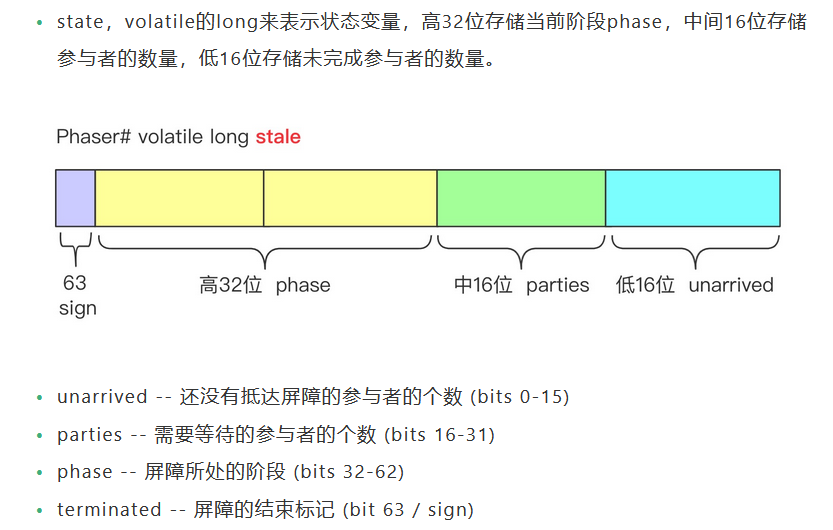 state，volatile的long来表示状态变量，高32位存储当前阶段phase，中间16位存储
参与者的数量，低16位存储未完成参与者的数量。
Phaser# volatile long stale
63
sign
高32位 phase
中16位 parties
低16位 unarrived
unarrived -- 还没有抵达屏障的参与者的个数 (bits 0-15)
parties -- 需要等待的参与者的个数 (bits 16-31)
phase -- 屏障所处的阶段 (bits 32-62)
terminated -- 屏障的结束标记 (bit 63 / sign)